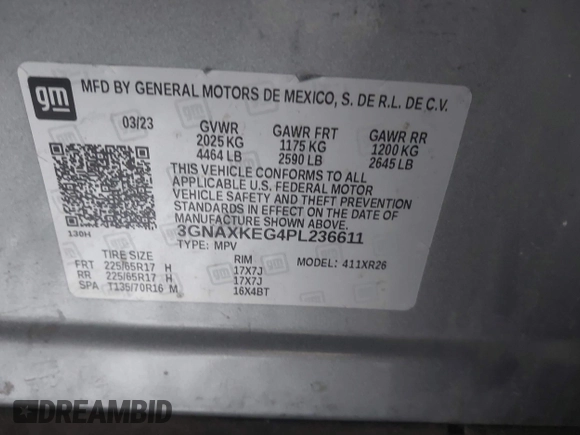 gm
MFD BY GENERAL MOTORS DE MEXICO, S. DE R.L. DE C.V.
03/23 GVWR GAWR FRT GAWR RR
2025 KG 1175 KG 1200 KG
4464 LB 2590 LB 2645 LB
THIS VEHICLE CONFORMS TO ALL
APPLICABLE U.S. FEDERAL MOTOR
VEHICLE SAFETY AND THEFT PREVENTION
STANDARDS IN EFFECT ON THE DATE OF
MANUFACTURE SHOWN ABOVE.
130H 3GNAXKEG4PL236611
TYPE: MPV
TIRE SIZE RIM MODEL: 411XR26
FRT 225/65R17 H 17X7J
RR 225/65R17 H 17X7J
SPA T135/70R16 M 16X4BT
DREAMBID